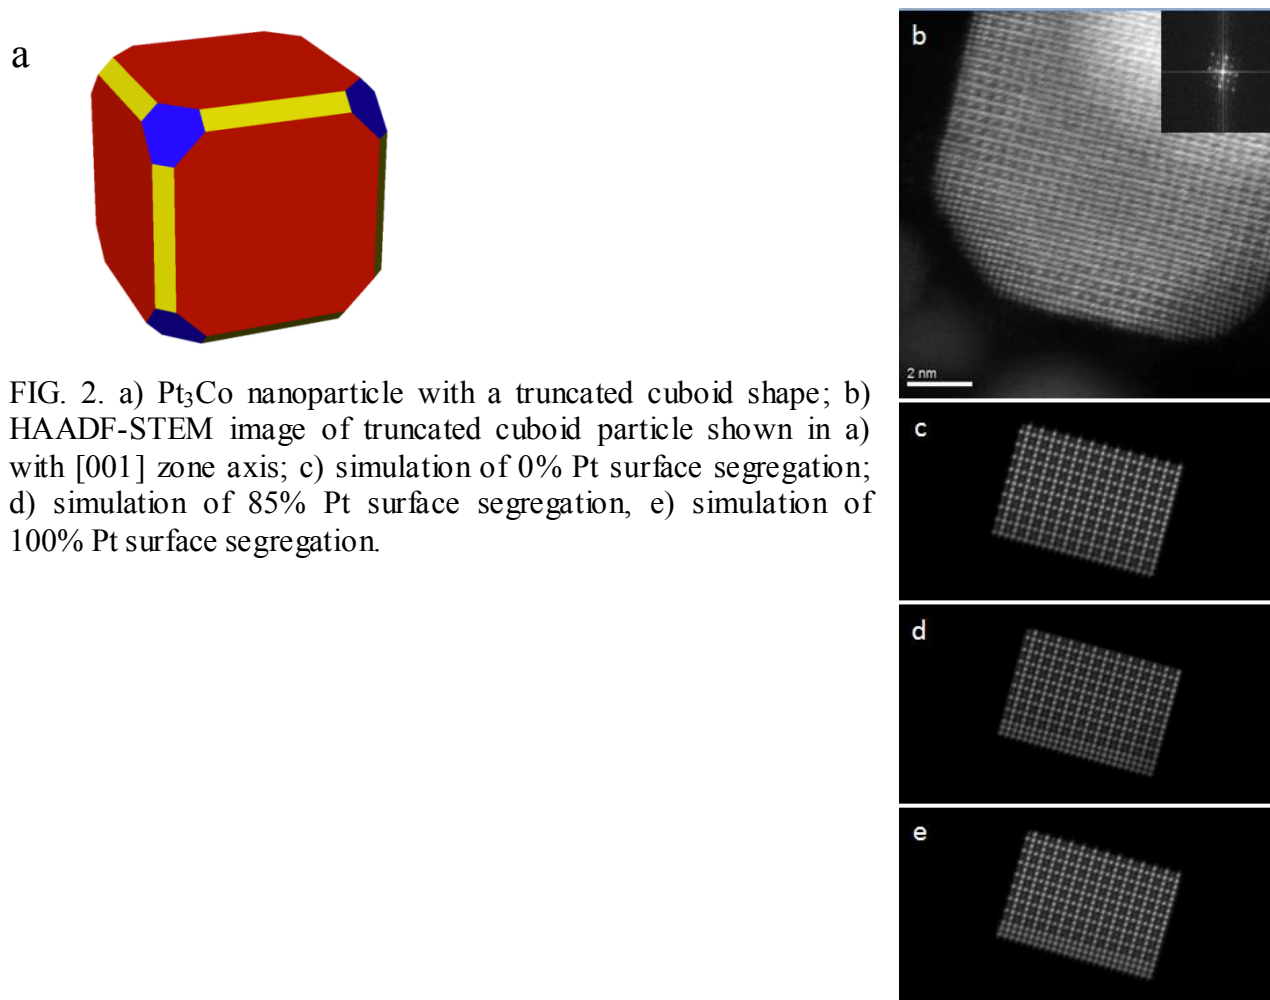 a
b
2 nm
c
FIG. 2. a) Pt₃Co nanoparticle with a truncated cuboid shape; b)
HAADF-STEM image of truncated cuboid particle shown in a)
with [001] zone axis; c) simulation of 0% Pt surface segregation;
d) simulation of 85% Pt surface segregation, e) simulation of
100% Pt surface segregation.
d
e